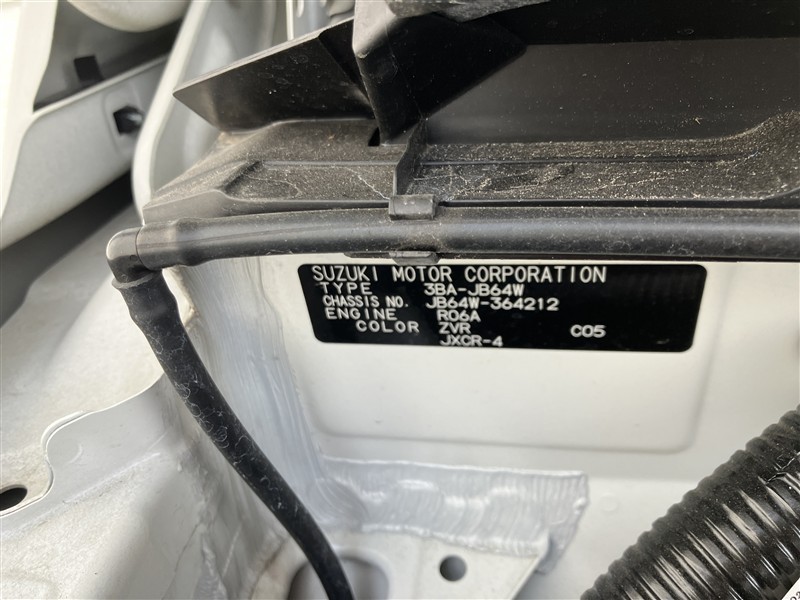 SUZUKI MOTOR CORPORATION
TYPE 3BA-JB64W
CHASSIS NO. JB64W-364212
ENGINE R06A
COLOR ZVR C05
JXCR-4